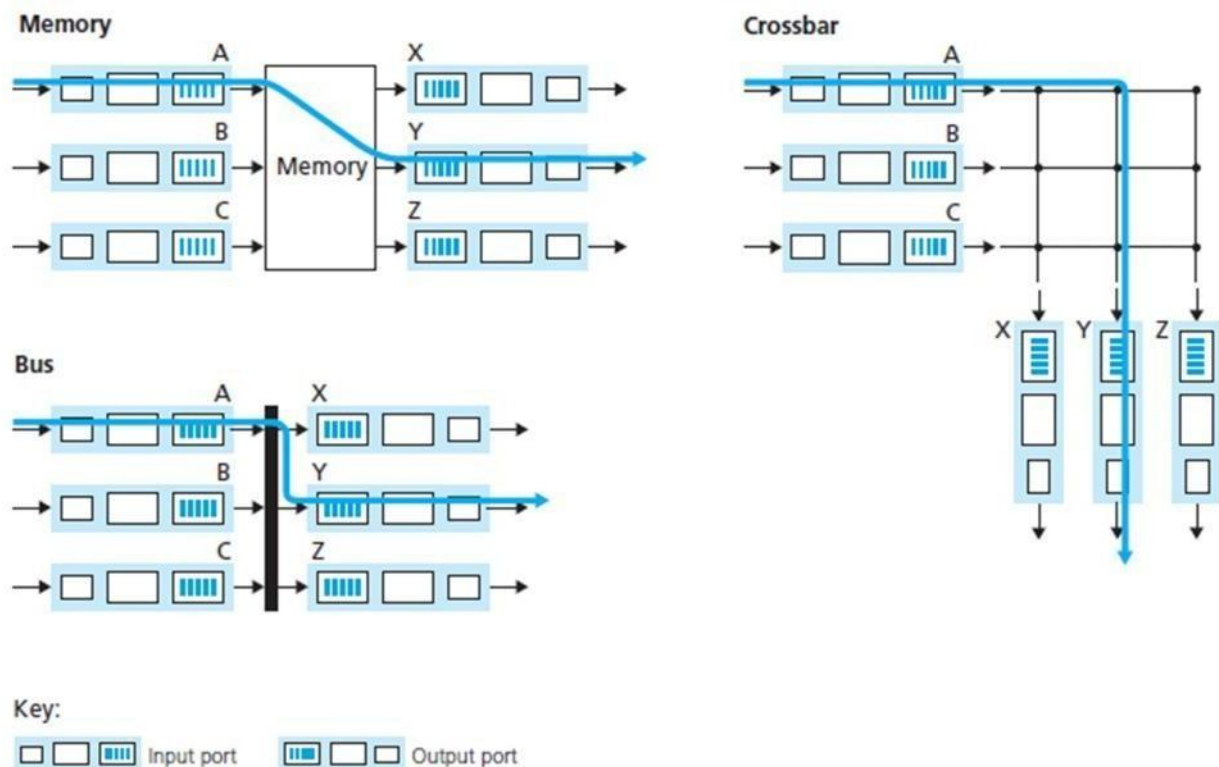 Memory
A
X
B
Y
Memory
C
Z
Crossbar
A
B
C
X
Y
Z
Bus
A
X
B
Y
C
Z
Key:
Input port
Output port